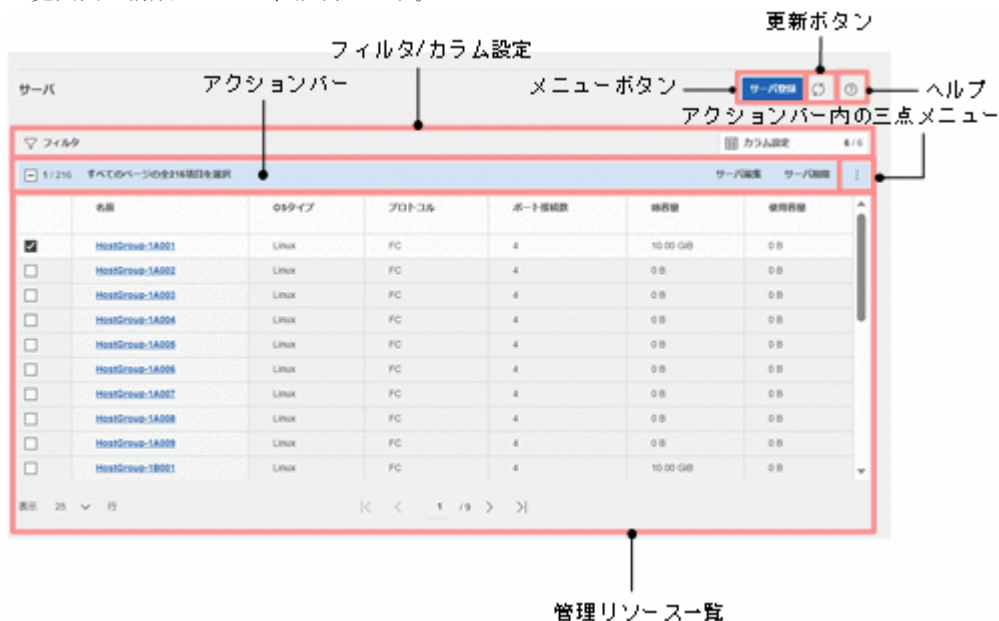 更新ボタン
フィルタ/カラム設定
サーバ
アクションバー
メニューボタン
サーバ登録
ヘルプ
アクションバー内の三点メニュー
フィルタ
カラム設定 6/6
1/216 すべてのページの全216項目を選択 サーバ編集 サーバ削除
名前 OSタイプ プロトコル ポート接続数 総容量 使用容量
HostGroup-1A001 Linux FC 4 10.00 GiB 0 B
HostGroup-1A002 Linux FC 4 0 B 0 B
HostGroup-1A003 Linux FC 4 0 B 0 B
HostGroup-1A004 Linux FC 4 0 B 0 B
HostGroup-1A005 Linux FC 4 0 B 0 B
HostGroup-1A006 Linux FC 4 0 B 0 B
HostGroup-1A007 Linux FC 4 0 B 0 B
HostGroup-1A008 Linux FC 4 0 B 0 B
HostGroup-1A009 Linux FC 4 0 B 0 B
HostGroup-1B001 Linux FC 4 10.00 GiB 0 B
表示 25 行 1 /9
管理リソース一覧